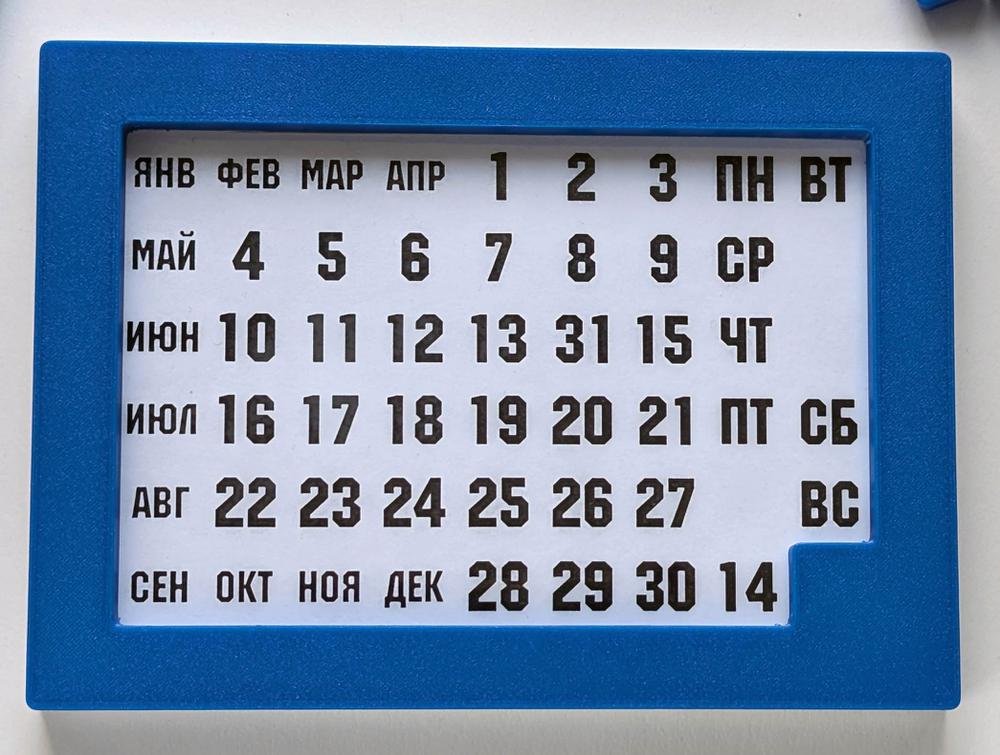 ЯНВ ФЕВ МАР АПР 1 2 3 ПН ВТ
МАЙ 4 5 6 7 8 9 СР
ИЮН 10 11 12 13 31 15 ЧТ
ИЮЛ 16 17 18 19 20 21 ПТ СБ
АВГ 22 23 24 25 26 27 ВС
СЕН ОКТ НОЯ ДЕК 28 29 30 14